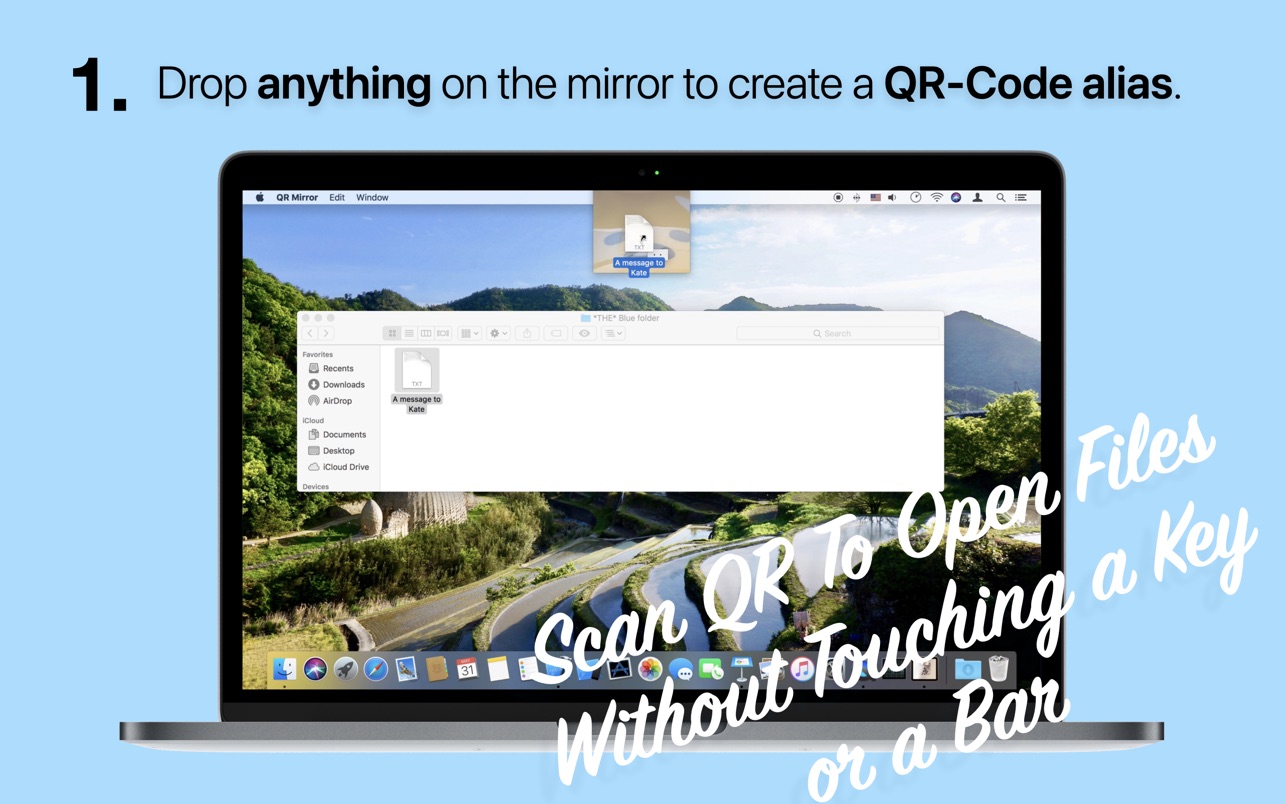 1. Drop anything on the mirror to create a QR-Code alias.
QR Mirror Edit Window
TXT
A message to
Kate
*THE* Blue folder
Search
Favorites
Recents
Downloads
AirDrop
iCloud
Documents
Desktop
iCloud Drive
Devices
TXT
A message to
Kate
31
Scan QR To Open Files
Without Touching a Key
or a Bar